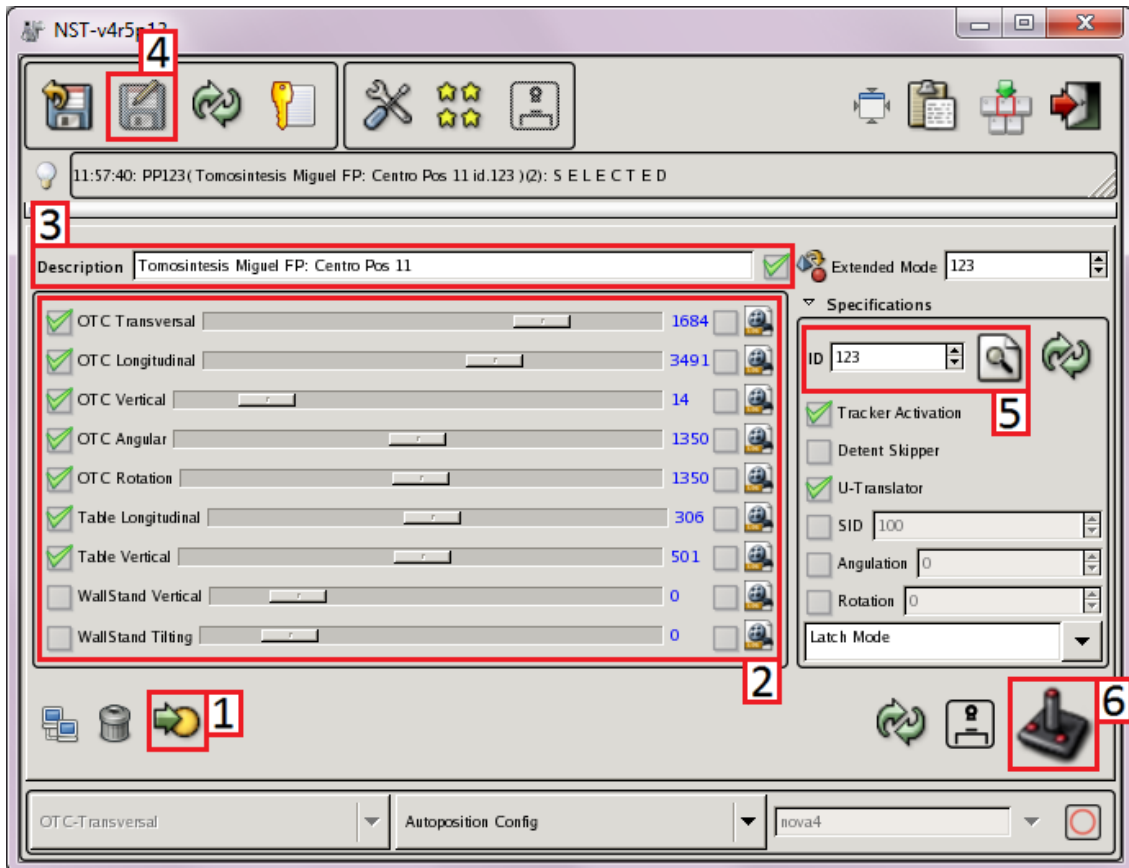 NST-v4r5p12
4
11:57:40: PP123( Tomosintesis Miguel FP: Centro Pos 11 id.123 )(2): S E L E C T E D
3
Description Tomosintesis Miguel FP: Centro Pos 11
Extended Mode 123
Specifications
OTC Transversal 1684
OTC Longitudinal 3491
OTC Vertical 14
OTC Angular 1350
OTC Rotation 1350
Table Longitudinal 306
Table Vertical 501
WallStand Vertical 0
WallStand Tilting 0
2
ID 123
5
Tracker Activation
Detent Skipper
U-Translator
SID 100
Angulation 0
Rotation 0
Latch Mode
1
6
OTC-Transversal
Autoposition Config
nova4